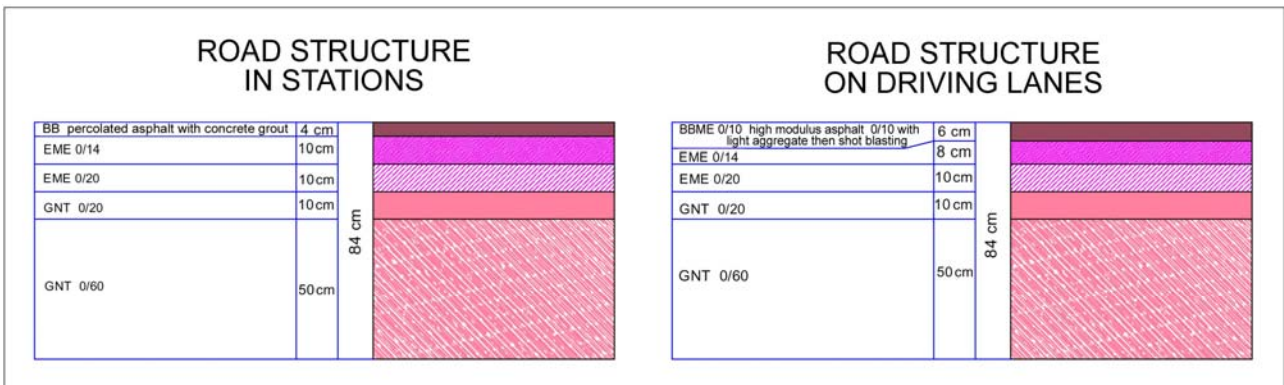 ROAD STRUCTURE
IN STATIONS
BB percolated asphalt with concrete grout 4 cm
EME 0/14 10cm
EME 0/20 10cm
GNT 0/20 10cm
84 cm
GNT 0/60 50cm
ROAD STRUCTURE
ON DRIVING LANES
BBME 0/10 high modulus asphalt 0/10 with 6 cm
light aggregate then shot blasting
EME 0/14 8 cm
EME 0/20 10cm
GNT 0/20 10cm
84 cm
GNT 0/60 50cm